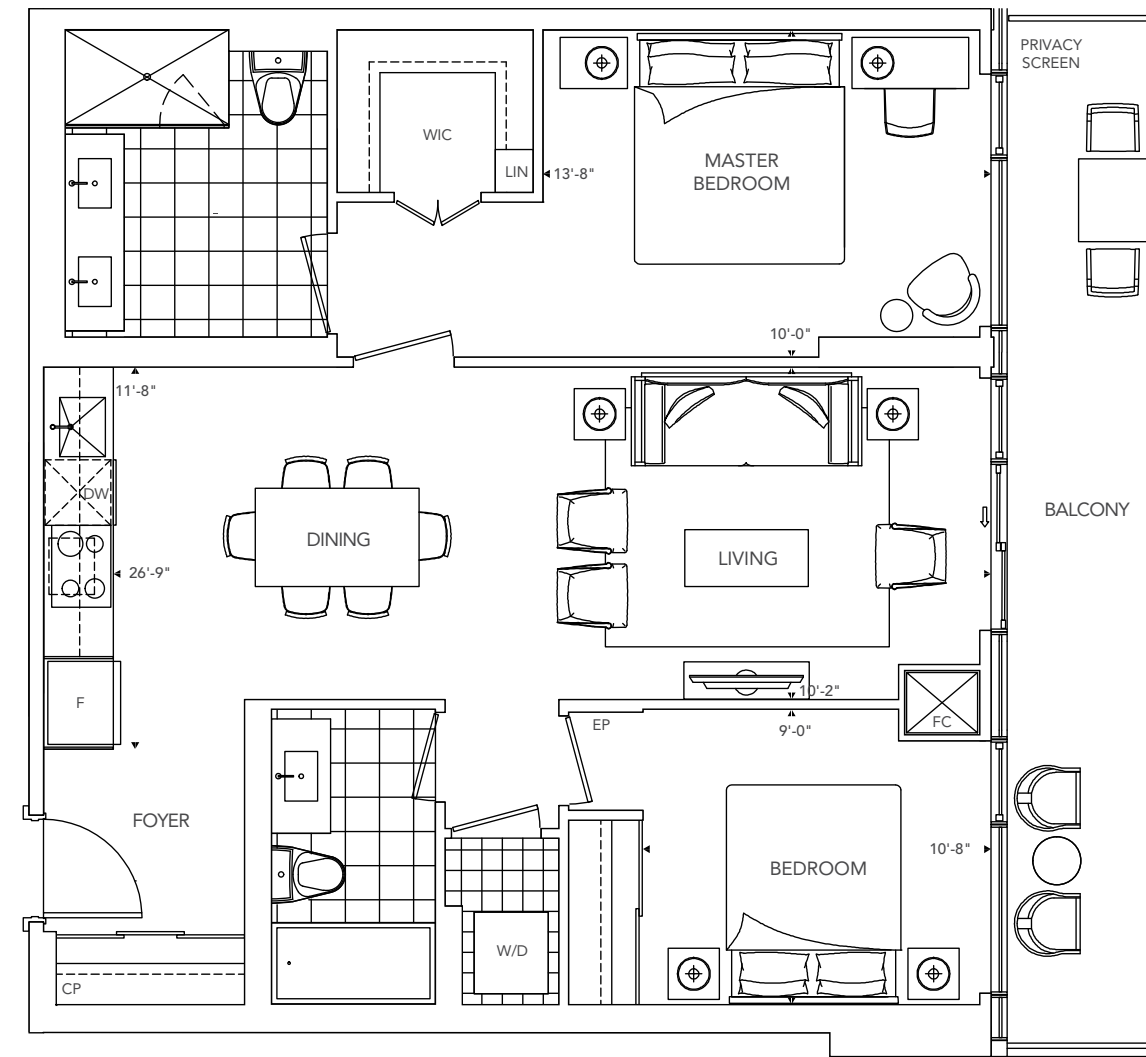 PRIVACY
SCREEN
WIC
LIN
13'-8"
MASTER
BEDROOM
10'-0"
11'-8"
DW
26'-9"
DINING
LIVING
BALCONY
F
10'-2"
EP
9'-0"
FC
FOYER
10'-8"
BEDROOM
W/D
CP